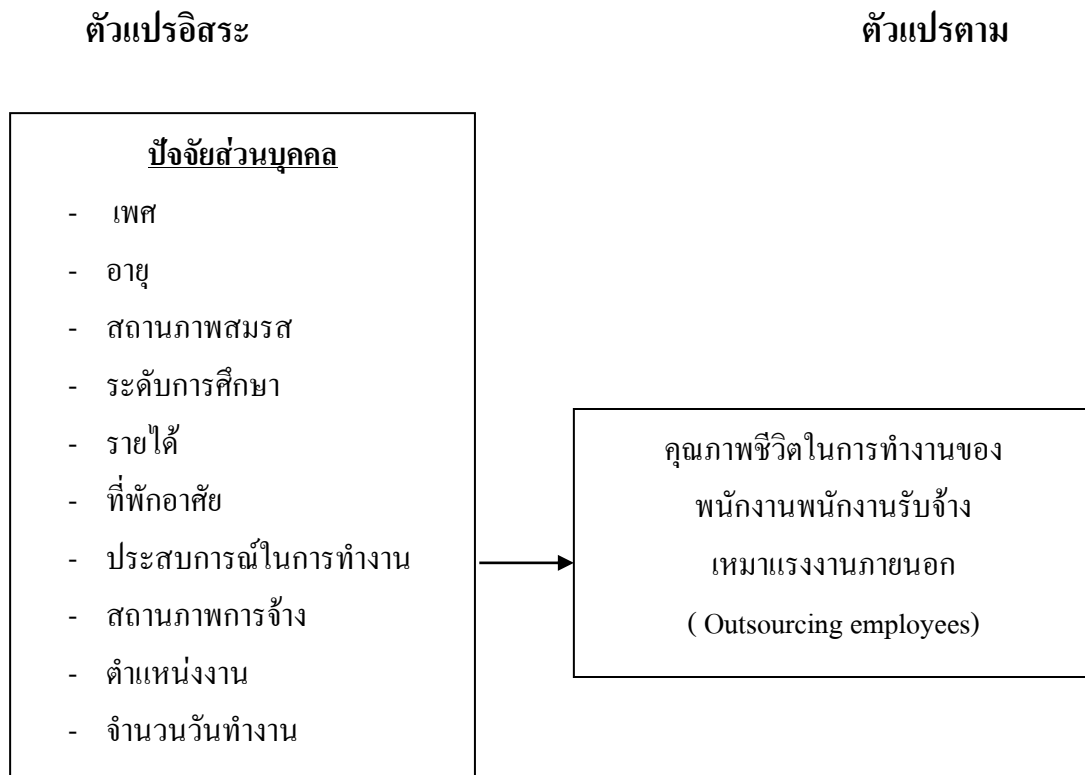 ตัวแปรอิสระ
ตัวแปรตาม
ปัจจัยส่วนบุคคล
- เพศ
- อายุ
- สถานภาพสมรส
- ระดับการศึกษา
- รายได้
- ที่พักอาศัย
- ประสบการณ์ในการทำงาน
- สถานภาพการจ้าง
- ตำแหน่งงาน
- จำนวนวันทำงาน
คุณภาพชีวิตในการทำงานของ
พนักงานพนักงานรับจ้าง
เหมาแรงงานภายนอก
( Outsourcing employees)